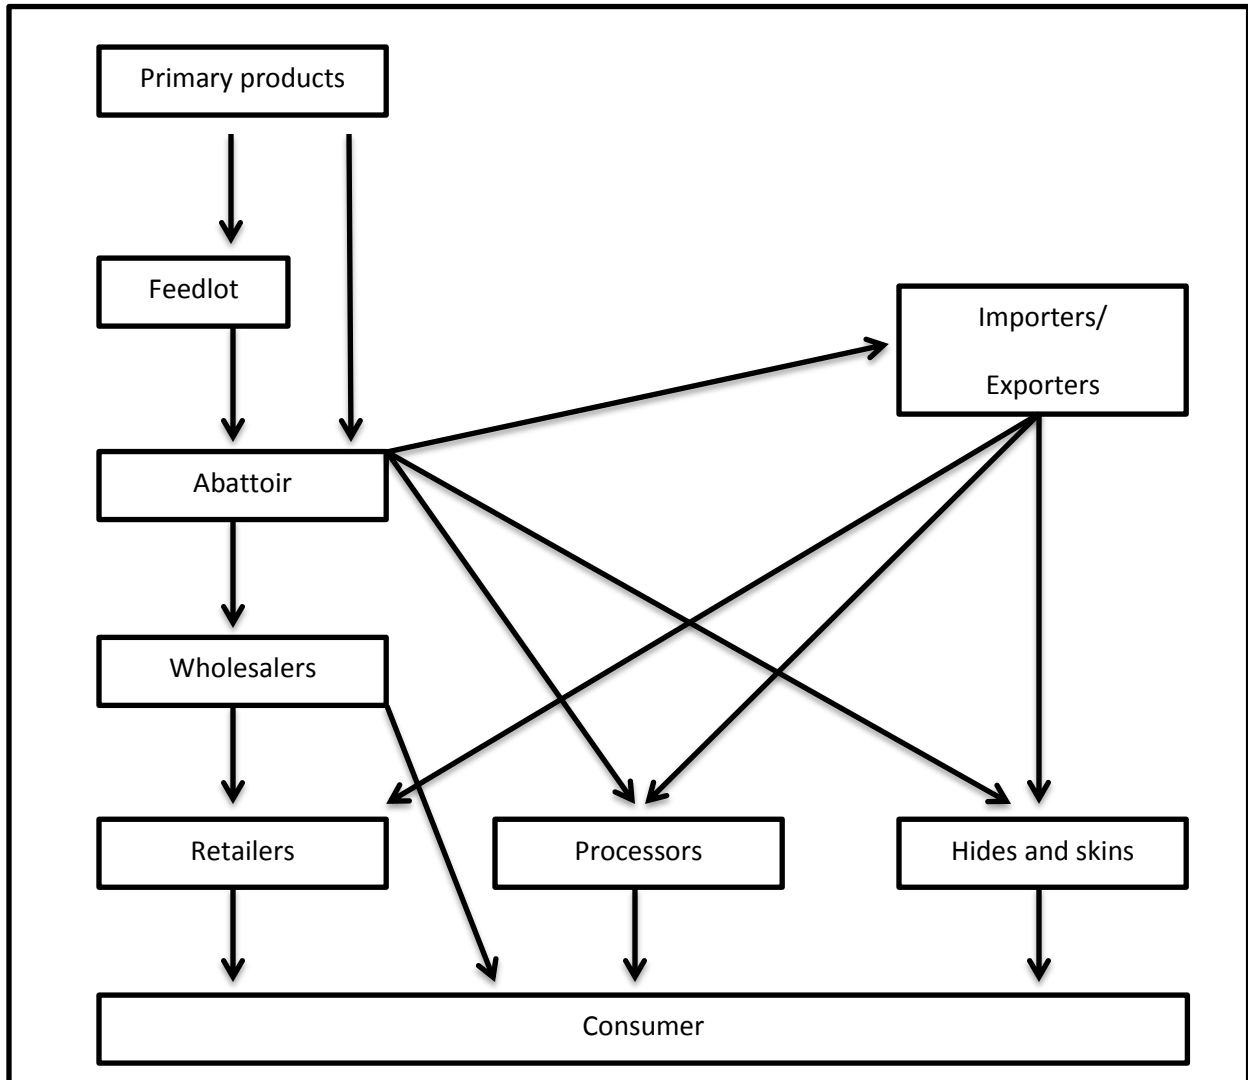 Primary products
Feedlot
Importers/
Exporters
Abattoir
Wholesalers
Retailers
Processors
Hides and skins
Consumer